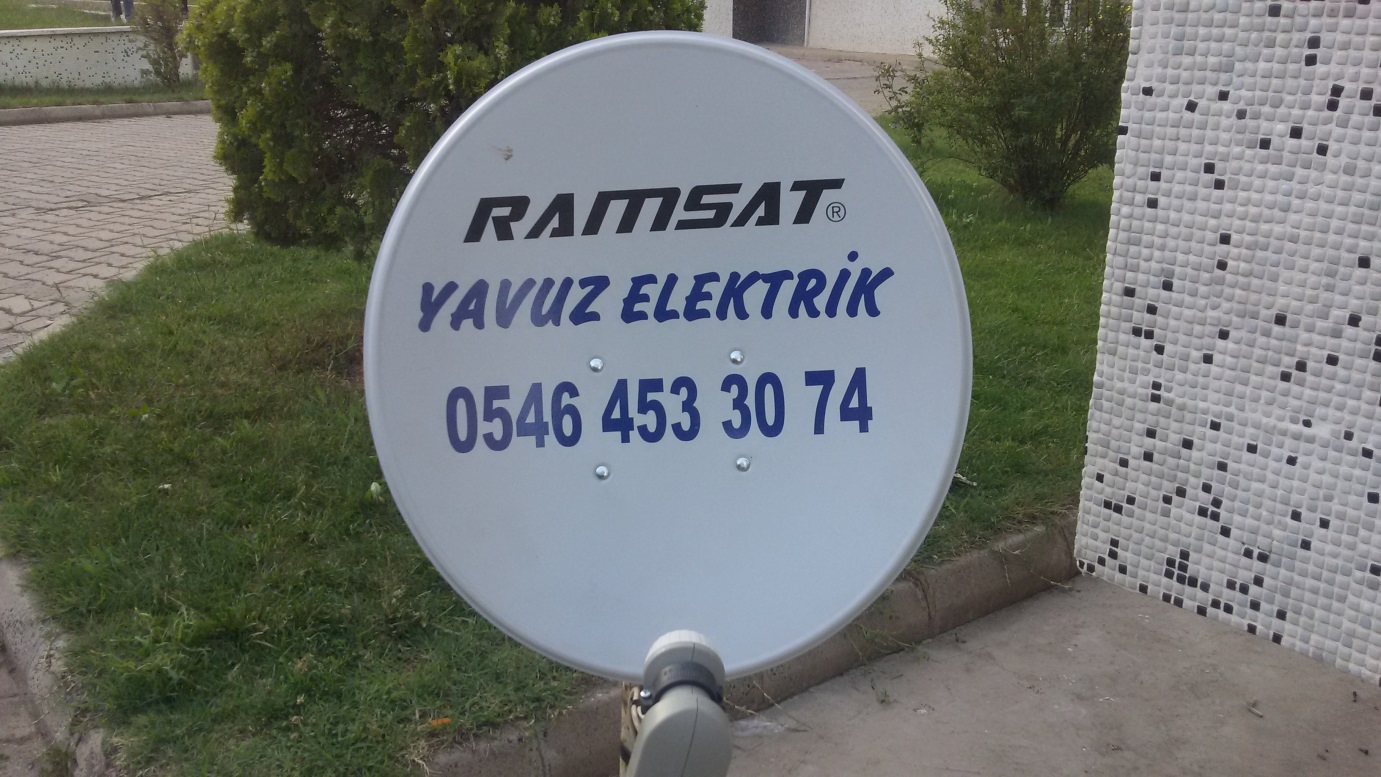 RAMSAT®
YAVUZ ELEKTRİK
0546 453 30 74